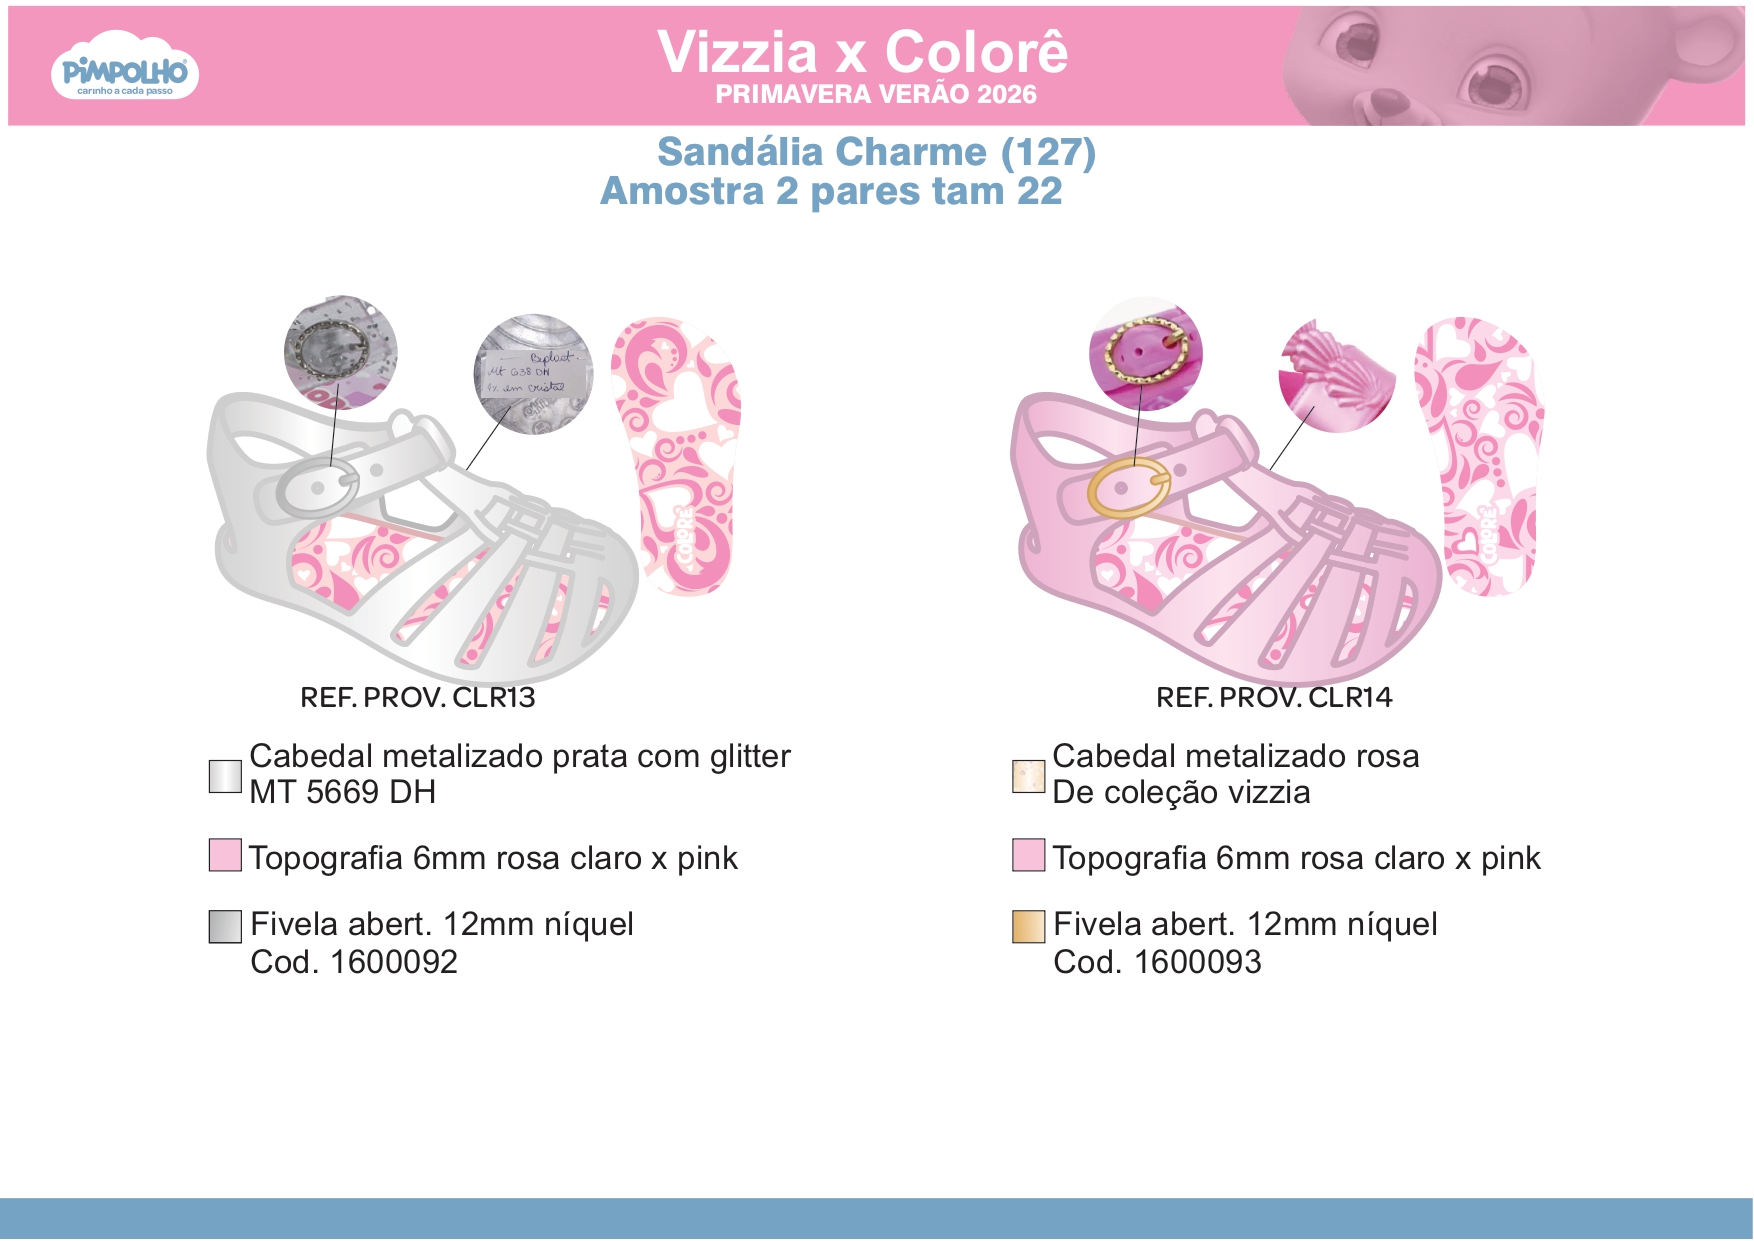 PIMPOLHO
carinho a cada passo
Vizzia x Colorê
PRIMAVERA VERÃO 2026
Sandália Charme (127)
Amostra 2 pares tam 22
Mt 638 DH
1% em cristal
COLORÊ
COLORÊ
REF. PROV. CLR13
Cabedal metalizado prata com glitter
MT 5669 DH
Topografia 6mm rosa claro x pink
Fivela abert. 12mm níquel
Cod. 1600092
REF. PROV. CLR14
Cabedal metalizado rosa
De coleção vizzia
Topografia 6mm rosa claro x pink
Fivela abert. 12mm níquel
Cod. 1600093